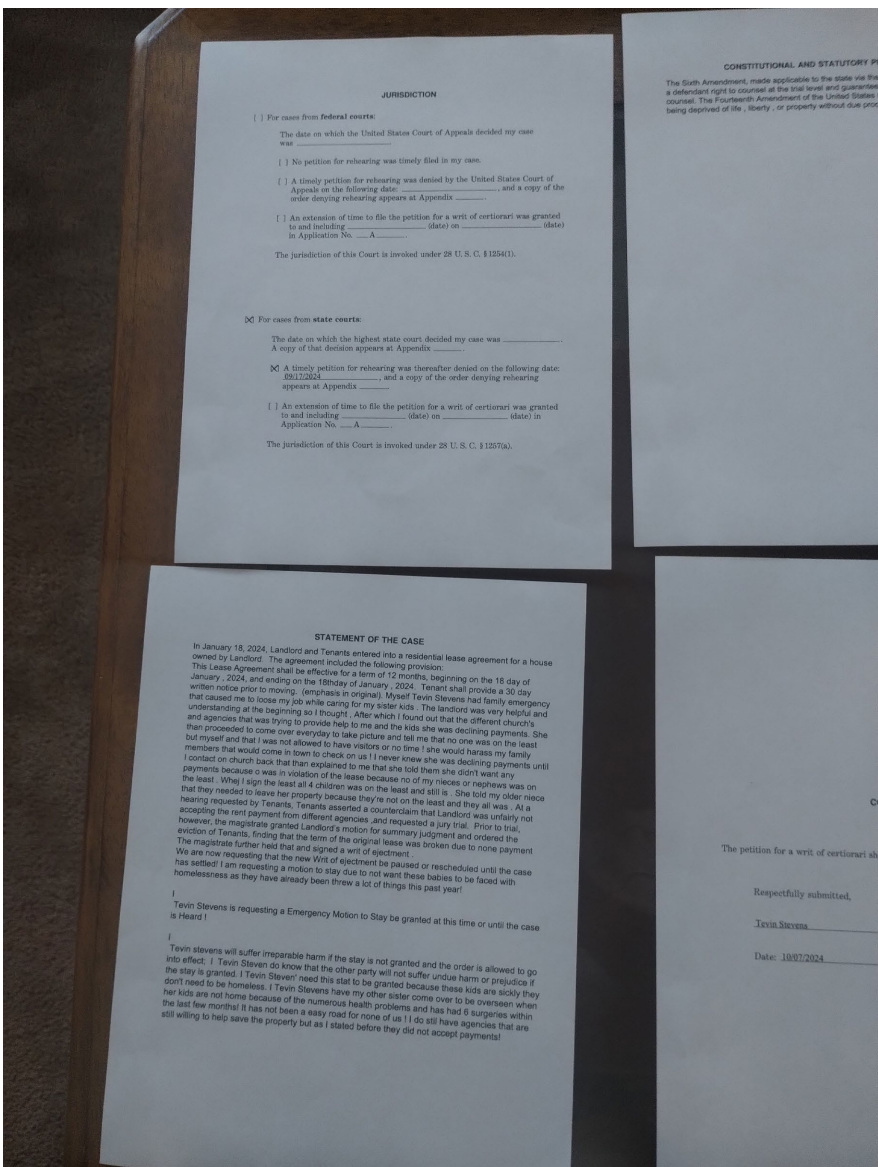 JURISDICTION
[ ] For cases from federal courts:
The date on which the United States Court of Appeals decided my case
was
[ ] No petition for rehearing was timely filed in my case.
[ ] A timely petition for rehearing was denied by the United States Court of
Appeals on the following date: , and a copy of the
order denying rehearing appears at Appendix .
[ ] An extension of time to file the petition for a writ of certiorari was granted
to and including (date) on (date)
in Application No. A .
The jurisdiction of this Court is invoked under 28 U. S. C. § 1254(1).
[X] For cases from state courts:
The date on which the highest state court decided my case was .
A copy of that decision appears at Appendix .
[X] A timely petition for rehearing was thereafter denied on the following date:
09/17/2024 , and a copy of the order denying rehearing
appears at Appendix
[ ] An extension of time to file the petition for a writ of certiorari was granted
to and including (date) on (date) in
Application No. A .
The jurisdiction of this Court is invoked under 28 U. S. C. § 1257(a).
CONSTITUTIONAL AND STATUTORY P
The Sixth Amendment, made applicable to the state via the
a defendant right to counsel at the trial level and guarantee
counsel. The Fourteenth Amendment of the United States
being deprived of life , liberty , or property without due proc
STATEMENT OF THE CASE
In January 18, 2024, Landlord and Tenants entered into a residential lease agreement for a house
owned by Landlord. The agreement included the following provision:
This Lease Agreement shall be effective for a term of 12 months, beginning on the 18 day of
January , 2024, and ending on the 18thday of January , 2024. Tenant shall provide a 30 day
written notice prior to moving. (emphasis in original). Myself Tevin Stevens had family emergency
that caused me to loose my job while caring for my sister kids . The landlord was very helpful and
understanding at the beginning so I thought . After which I found out that the different church's
and agencies that was trying to provide help to me and the kids she was declining payments. She
than proceeded to come over everyday to take picture and tell me that no one was on the least
but myself and that I was not allowed to have visitors or no time ! she would harass my family
members that would come in town to check on us ! I never knew she was declining payments until
I contact on church back that than explained to me that she told them she didn't want any
payments because o was in violation of the lease because no of my nieces or nephews was on
the least . Whej I sign the least all 4 children was on the least and still is . She told my older niece
that they needed to leave her property because they're not on the least and they all was . At a
hearing requested by Tenants, Tenants asserted a counterclaim that Landlord was unfairly not
accepting the rent payment from different agencies ,and requested a jury trial. Prior to trial,
however, the magistrate granted Landlord's motion for summary judgment and ordered the
eviction of Tenants, finding that the term of the original lease was broken due to none payment
The magistrate further held that and signed a writ of ejectment .
We are now requesting that the new Writ of ejectment be paused or rescheduled until the case
has settled! I am requesting a motion to stay due to not want these babies to be faced with
homelessness as they have already been threw a lot of things this past year!
I
Tevin Stevens is requesting a Emergency Motion to Stay be granted at this time or until the case
is Heard !
I
Tevin stevens will suffer irreparable harm if the stay is not granted and the order is allowed to go
into effect; I Tevin Steven do know that the other party will not suffer undue harm or prejudice if
the stay is granted. I Tevin Steven' need this stat to be granted because these kids are sickly they
don't need to be homeless. I Tevin Stevens have my other sister come over to be overseen when
her kids are not home because of the numerous health problems and has had 6 surgeries within
the last few months! It has not been a easy road for none of us ! I do still have agencies that are
still willing to help save the property but as I stated before they did not accept payments!
The petition for a writ of certiorari sh
Respectfully submitted,
Tevin Stevens
Date: 10/07/2024